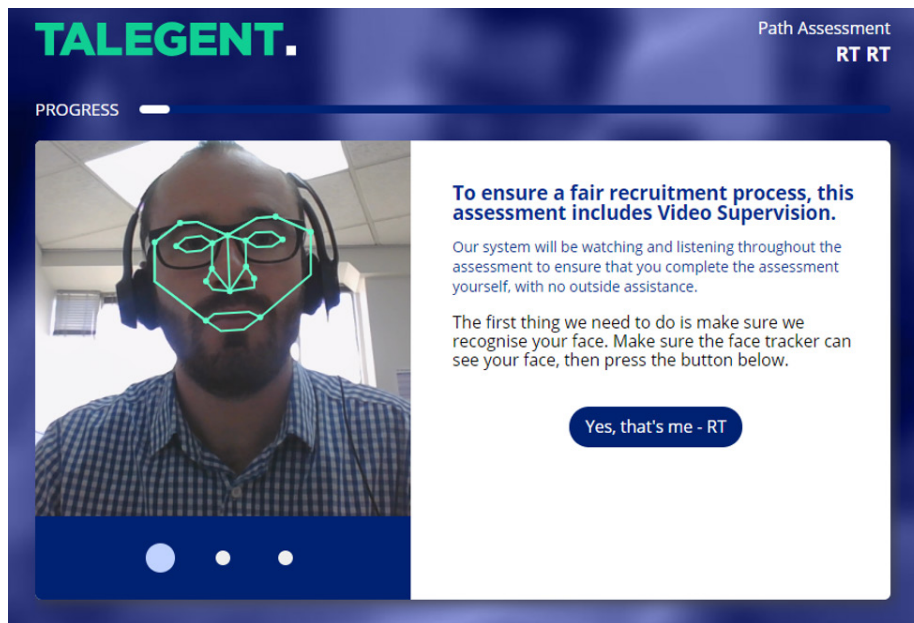 TALEGENT.
Path Assessment
RT RT
PROGRESS
To ensure a fair recruitment process, this
assessment includes Video Supervision.
Our system will be watching and listening throughout the
assessment to ensure that you complete the assessment
yourself, with no outside assistance.
The first thing we need to do is make sure we
recognise your face. Make sure the face tracker can
see your face, then press the button below.
Yes, that's me - RT